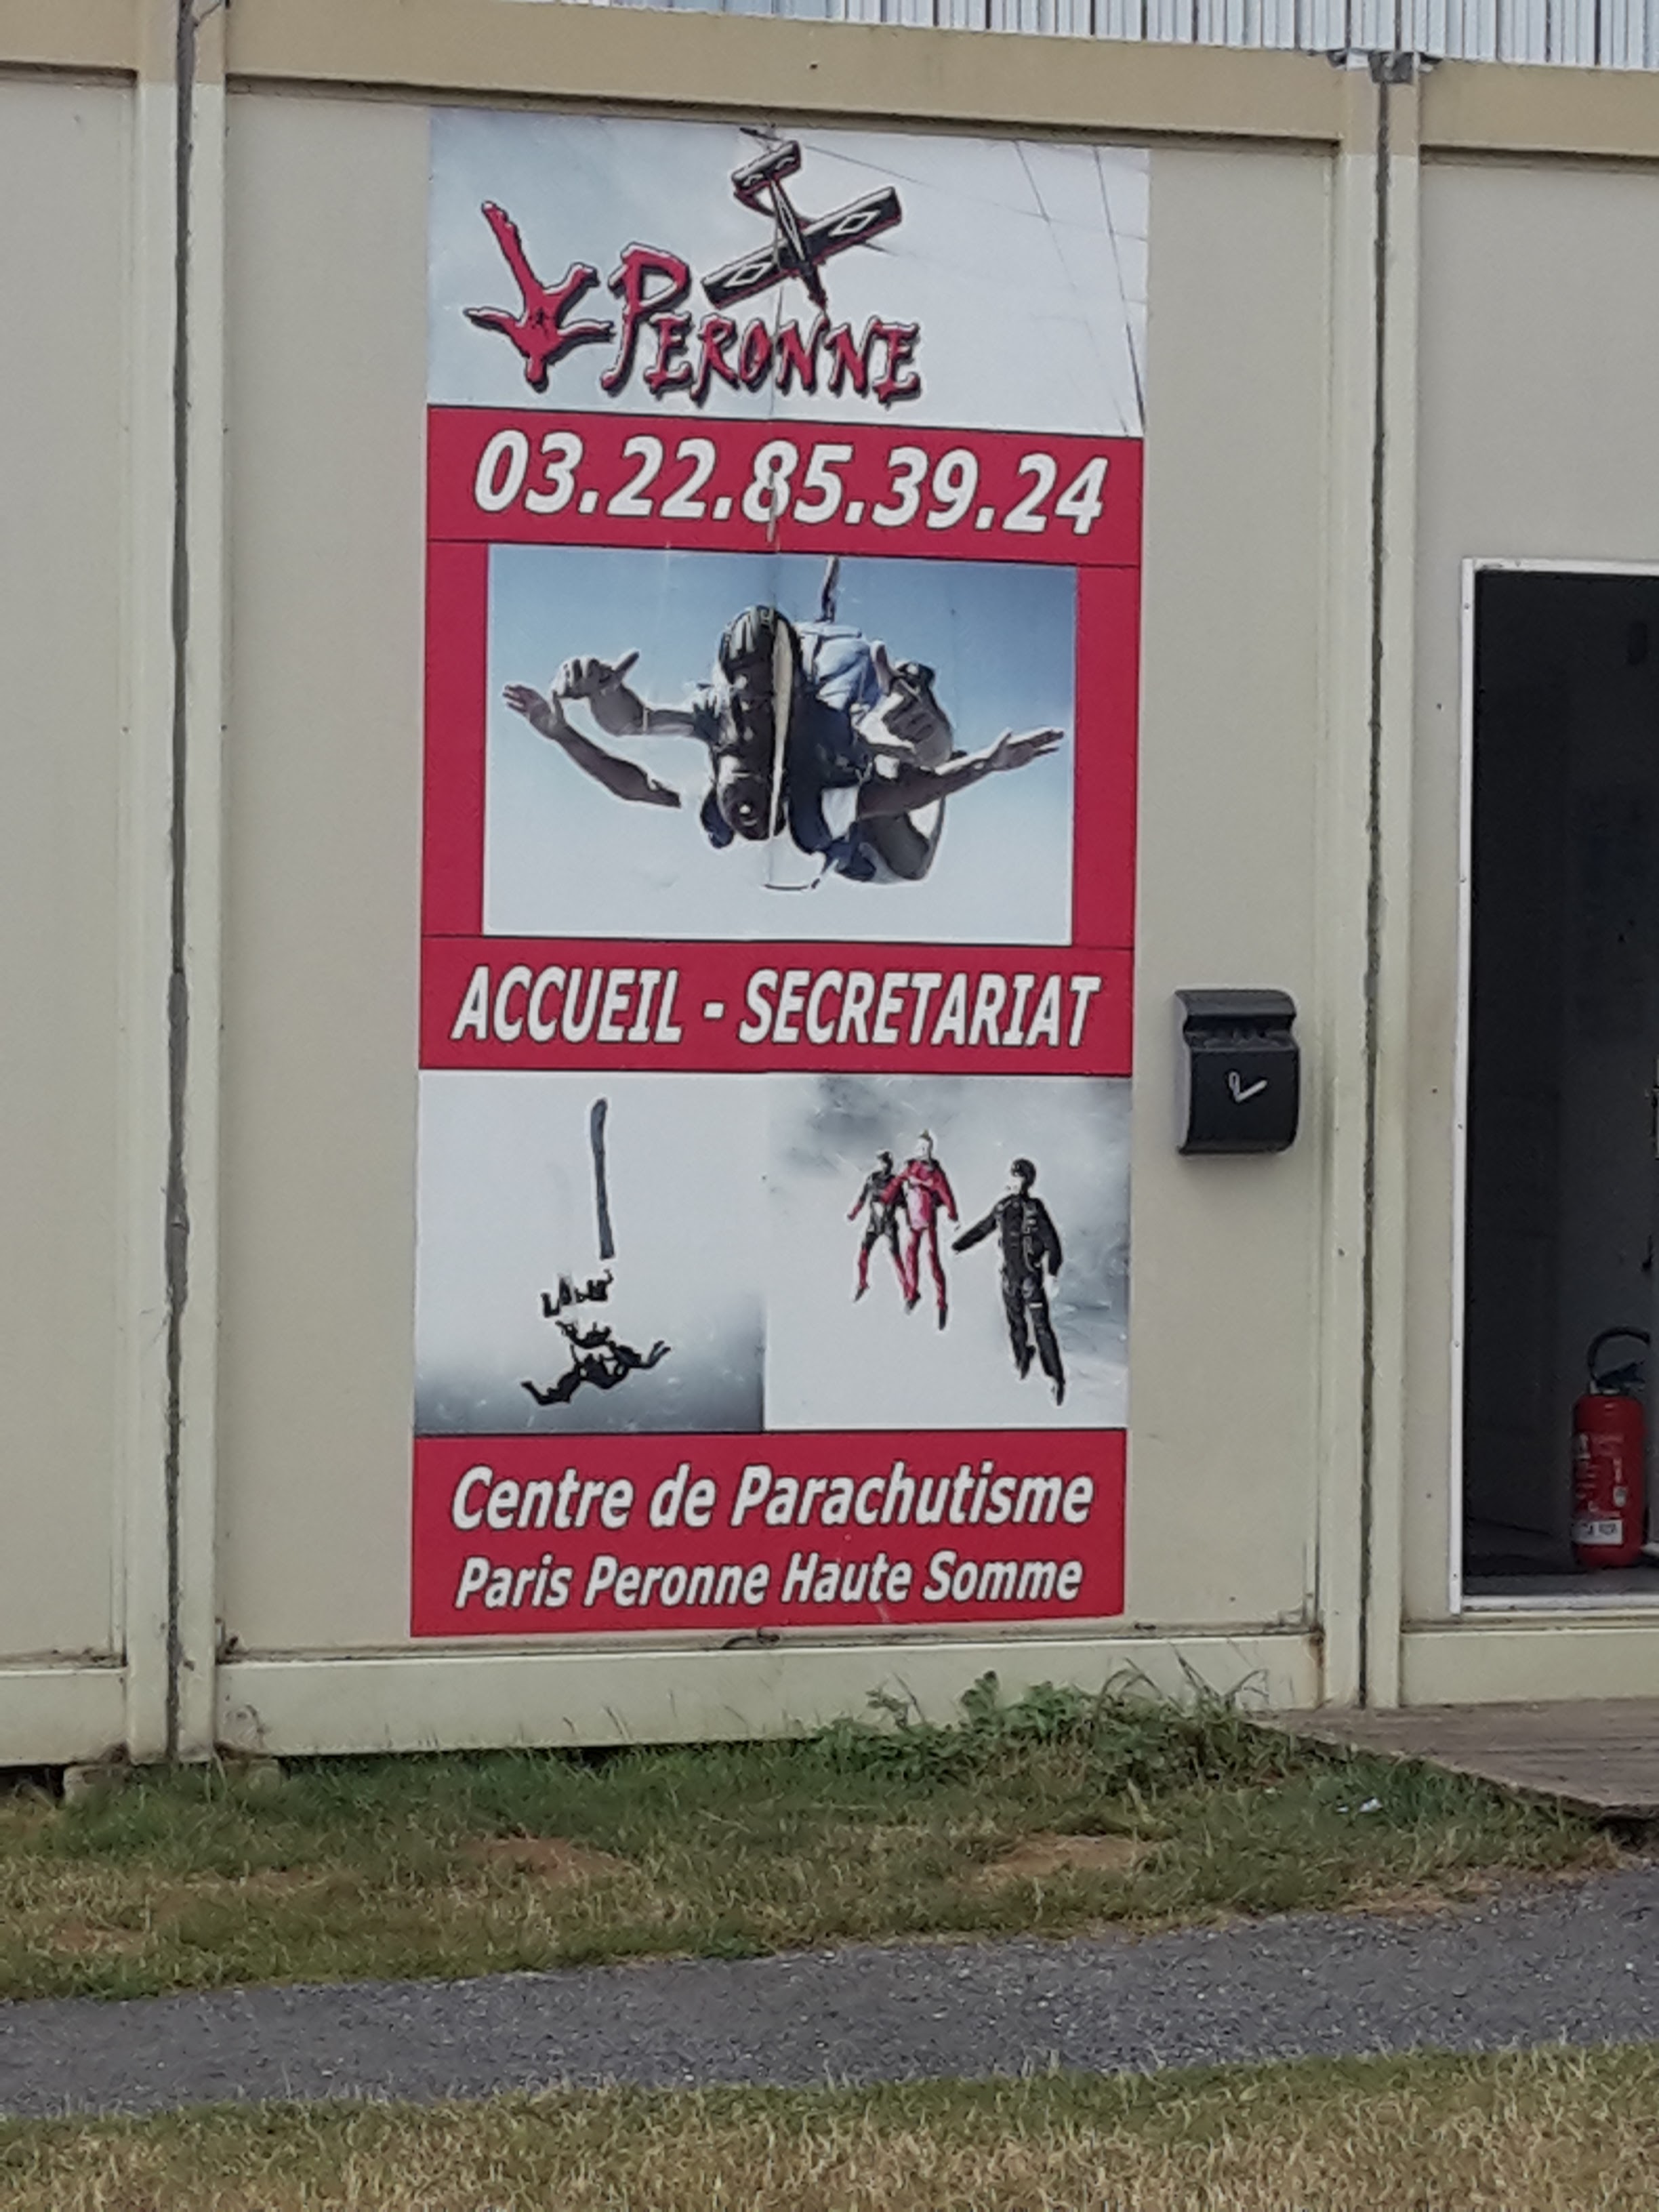 PERONNE
03.22.85.39.24
ACCUEIL - SECRETARIAT
Centre de Parachutisme
Paris Peronne Haute Somme